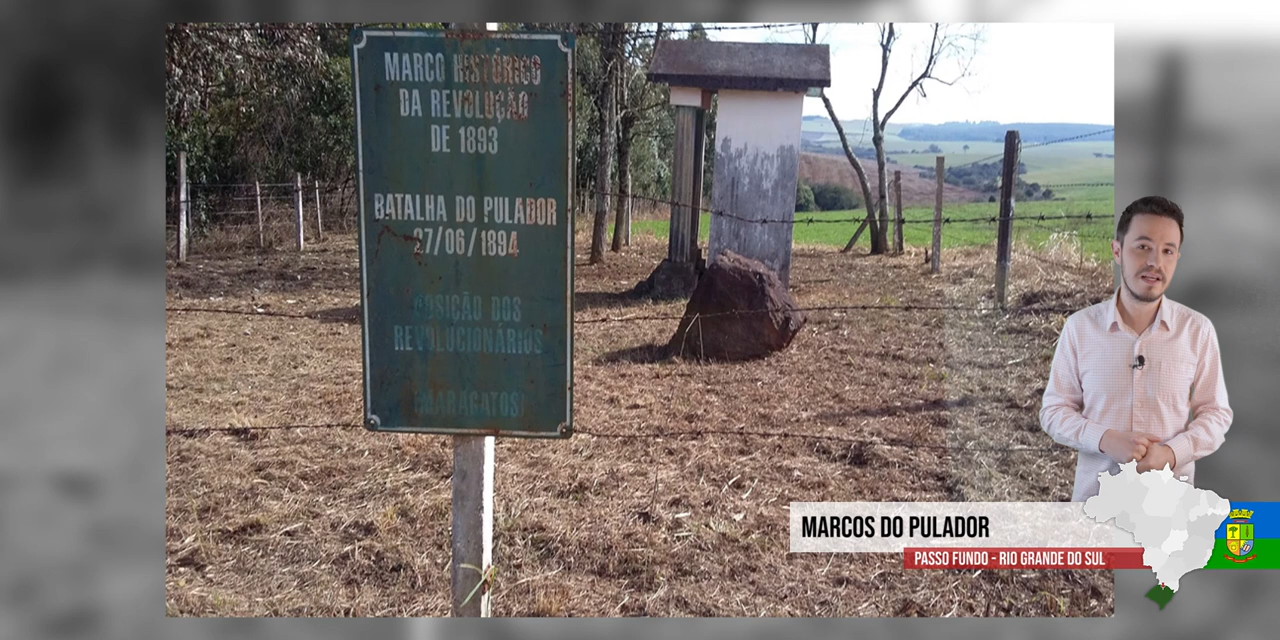 MARCO HISTÓRICO
DA REVOLUÇÃO
DE 1893
BATALHA DO PULADOR
27/06/1894
POSIÇÃO DOS
REVOLUCIONÁRIOS
(MARAGATOS)
MARCOS DO PULADOR
PASSO FUNDO - RIO GRANDE DO SUL